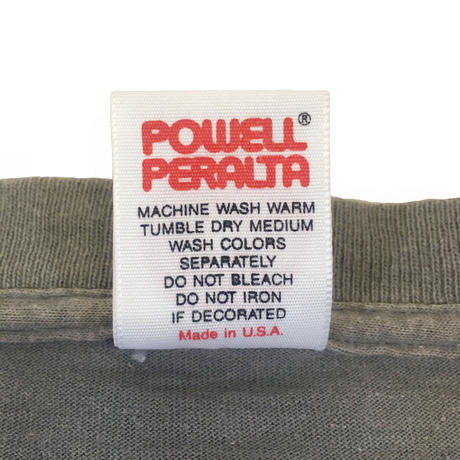 POWELL®
PERALTA
MACHINE WASH WARM
TUMBLE DRY MEDIUM
WASH COLORS
SEPARATELY
DO NOT BLEACH
DO NOT IRON
IF DECORATED
Made in U.S.A.